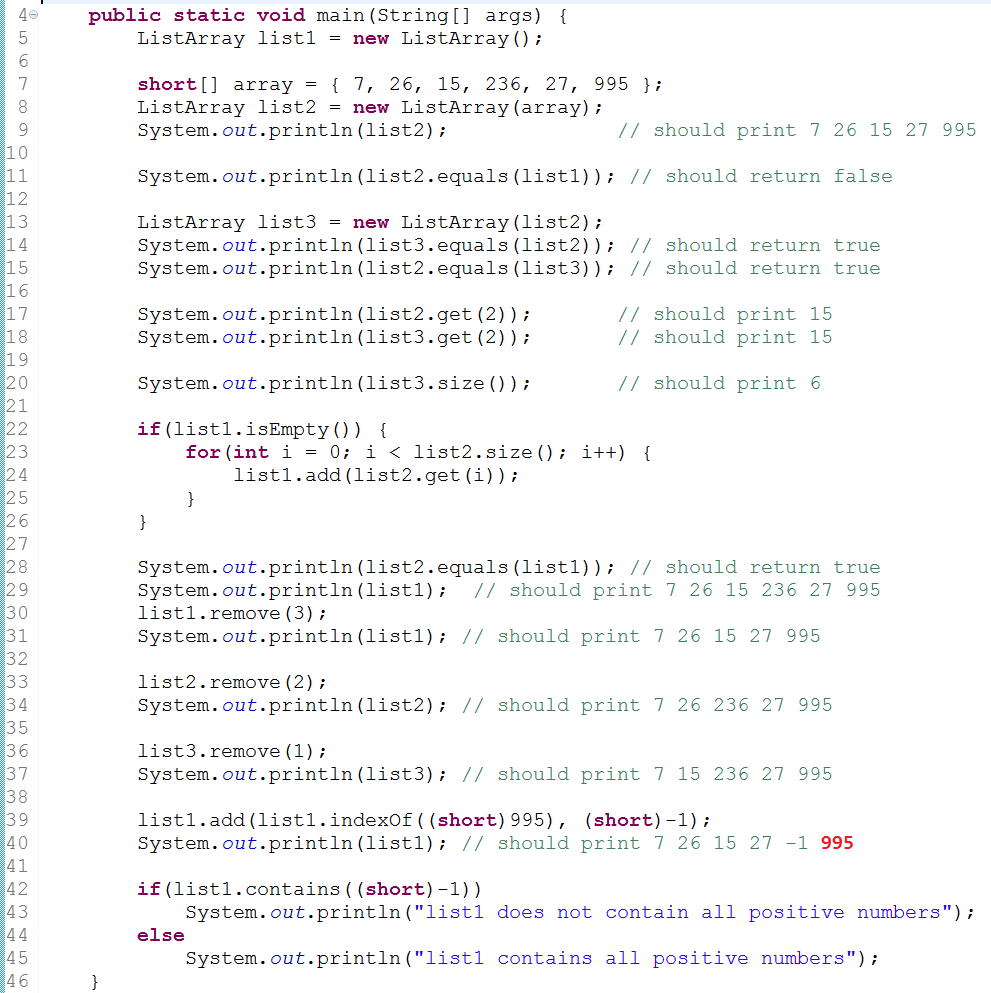 4 public static void main(String[] args) {
5 ListArray list1 = new ListArray();
6
7 short[] array = { 7, 26, 15, 236, 27, 995 };
8 ListArray list2 = new ListArray(array);
9 System.out.println(list2); // should print 7 26 15 27 995
10
11 System.out.println(list2.equals(list1)); // should return false
12
13 ListArray list3 = new ListArray(list2);
14 System.out.println(list3.equals(list2)); // should return true
15 System.out.println(list2.equals(list3)); // should return true
16
17 System.out.println(list2.get(2)); // should print 15
18 System.out.println(list3.get(2)); // should print 15
19
20 System.out.println(list3.size()); // should print 6
21
22 if(list1.isEmpty()) {
23 for(int i = 0; i < list2.size(); i++) {
24 list1.add(list2.get(i));
25 }
26 }
27
28 System.out.println(list2.equals(list1)); // should return true
29 System.out.println(list1); // should print 7 26 15 236 27 995
30 list1.remove(3);
31 System.out.println(list1); // should print 7 26 15 27 995
32
33 list2.remove(2);
34 System.out.println(list2); // should print 7 26 236 27 995
35
36 list3.remove(1);
37 System.out.println(list3); // should print 7 15 236 27 995
38
39 list1.add(list1.indexOf((short)995), (short)-1);
40 System.out.println(list1); // should print 7 26 15 27 -1 995
41
42 if(list1.contains((short)-1))
43 System.out.println("list1 does not contain all positive numbers");
44 else
45 System.out.println("list1 contains all positive numbers");
46 }